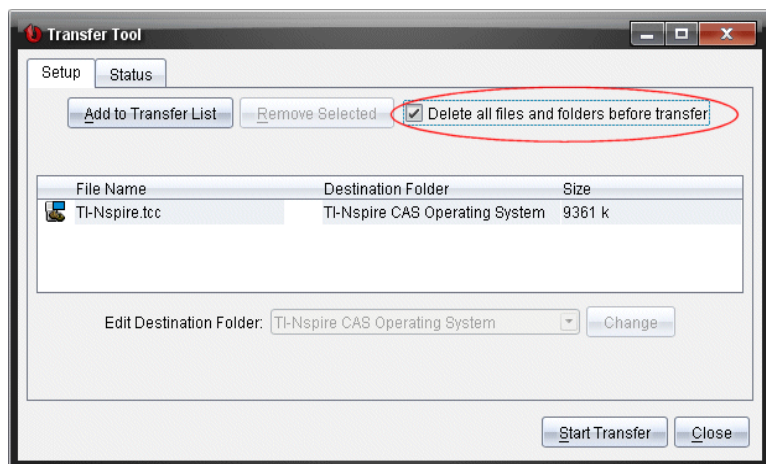 Transfer Tool
Setup Status
Add to Transfer List Remove Selected Delete all files and folders before transfer
File Name Destination Folder Size
TI-Nspire.tcc TI-Nspire CAS Operating System 9361 k
Edit Destination Folder: TI-Nspire CAS Operating System Change
Start Transfer Close